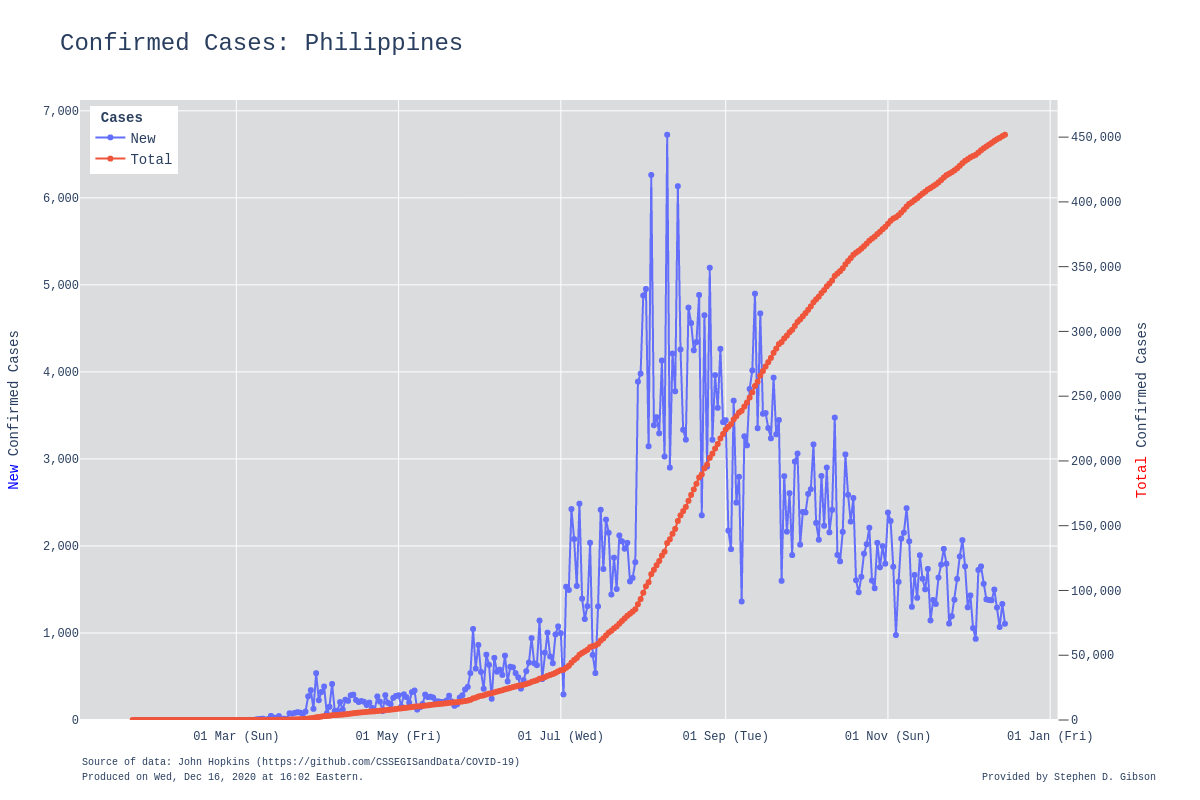 Confirmed Cases: Philippines
7,000
6,000
5,000
4,000
3,000
2,000
1,000
0
New Confirmed Cases
Cases
New
Total
450,000
400,000
350,000
300,000
250,000
200,000
150,000
100,000
50,000
0
Total Confirmed Cases
01 Mar (Sun)
01 May (Fri)
01 Jul (Wed)
01 Sep (Tue)
01 Nov (Sun)
01 Jan (Fri)
Source of data: John Hopkins (https://github.com/CSSEGISandData/COVID-19)
Produced on Wed, Dec 16, 2020 at 16:02 Eastern.
Provided by Stephen D. Gibson